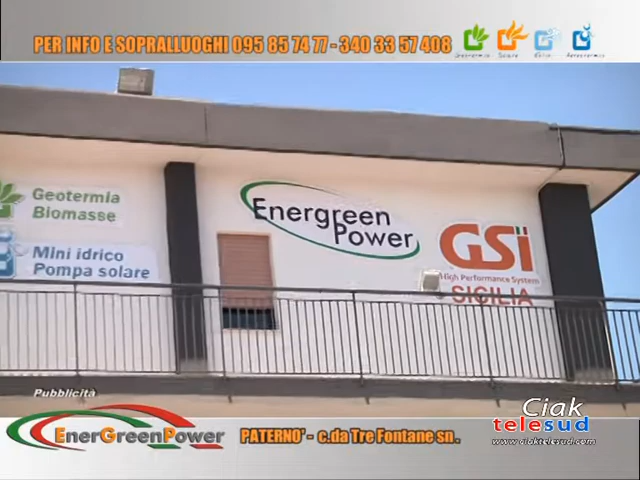 PER INFO E SOPRALLUOGHI 095 85 74 77 - 340 33 57 408
Geotermia
Biomasse
Mini idrico
Pompa solare
Energreen
Power
GSi
High Performance System
SICILIA
Pubblicità
EnerGreenPower
PATERNO' - c.da Tre Fontane sn.
Ciak
telesud
www.ciaktelesud.com